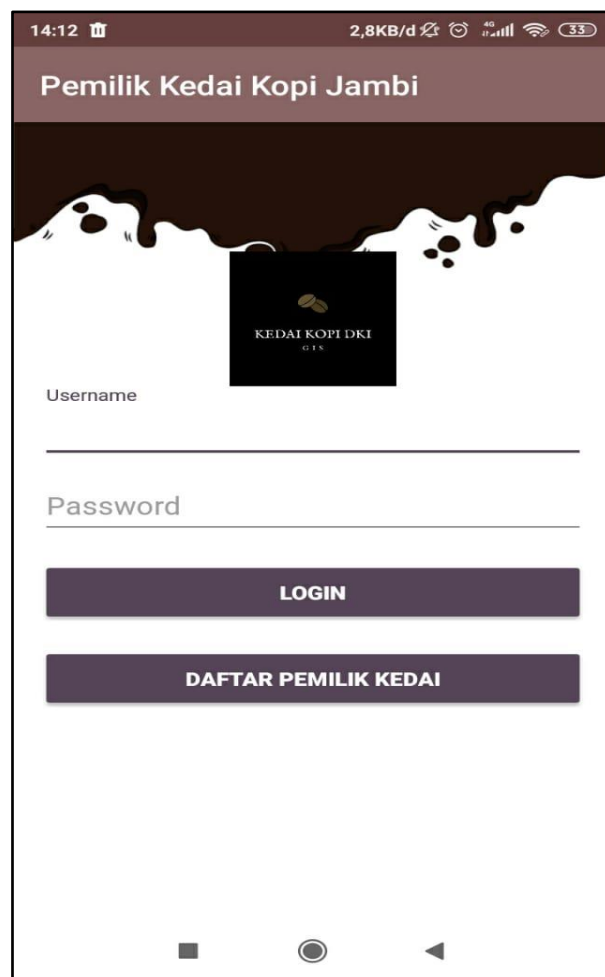 14:12 2,8KB/d 4G 33
Pemilik Kedai Kopi Jambi
KEDAI KOPI DKI
GIS
Username
Password
LOGIN
DAFTAR PEMILIK KEDAI